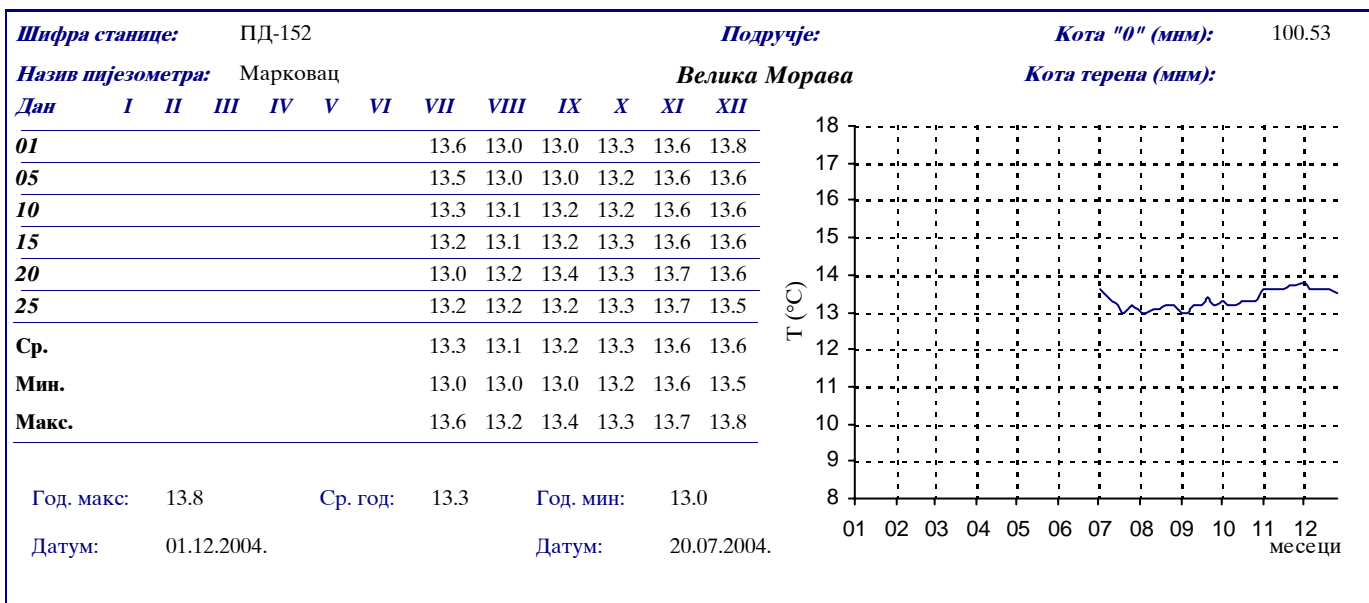 Шифра станице: ПД-152 Подручје: Кота "0" (мнм): 100.53
Назив пијезометра: Марковац Велика Морава Кота терена (мнм):
Дан I II III IV V VI VII VIII IX X XI XII
01 13.6 13.0 13.0 13.3 13.6 13.8
05 13.5 13.0 13.0 13.2 13.6 13.6
10 13.3 13.1 13.2 13.2 13.6 13.6
15 13.2 13.1 13.2 13.3 13.6 13.6
20 13.0 13.2 13.4 13.3 13.7 13.6
25 13.2 13.2 13.2 13.3 13.7 13.5
Ср. 13.3 13.1 13.2 13.3 13.6 13.6
Мин. 13.0 13.0 13.0 13.2 13.6 13.5
Макс. 13.6 13.2 13.4 13.3 13.7 13.8
Год. макс: 13.8 Ср. год: 13.3 Год. мин: 13.0
Датум: 01.12.2004. Датум: 20.07.2004.
T (°C)
18
17
16
15
14
13
12
11
10
9
8
01 02 03 04 05 06 07 08 09 10 11 12
месеци